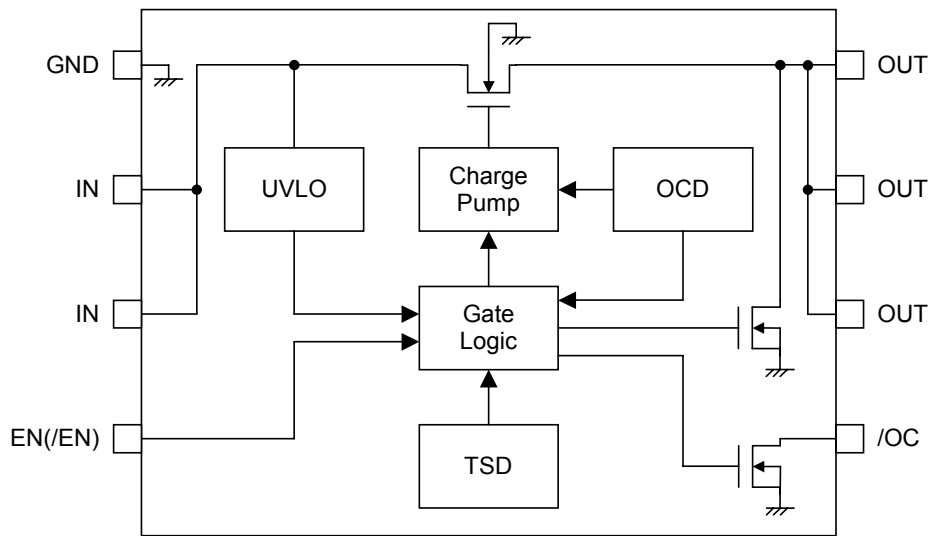 GND
OUT
IN
UVLO
Charge
Pump
OCD
OUT
IN
Gate
Logic
OUT
EN(/EN)
TSD
/OC